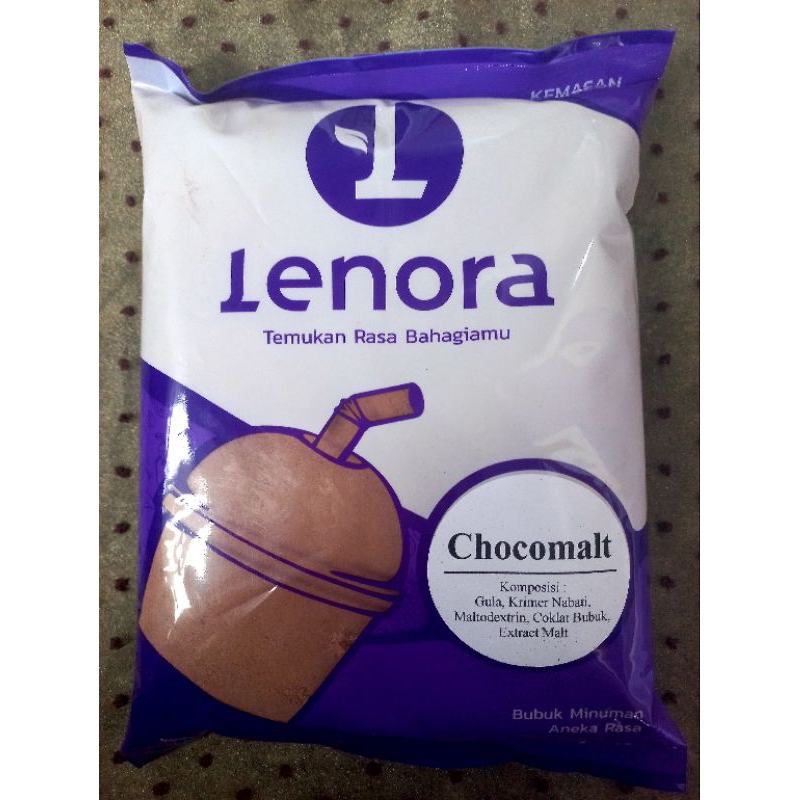 KEMASAN
Lenora
Temukan Rasa Bahagiamu
Chocomalt
Komposisi :
Gula, Krimer Nabati,
Maltodextrin, Coklat Bubuk,
Extract Malt
Bubuk Minuman
Aneka Rasa